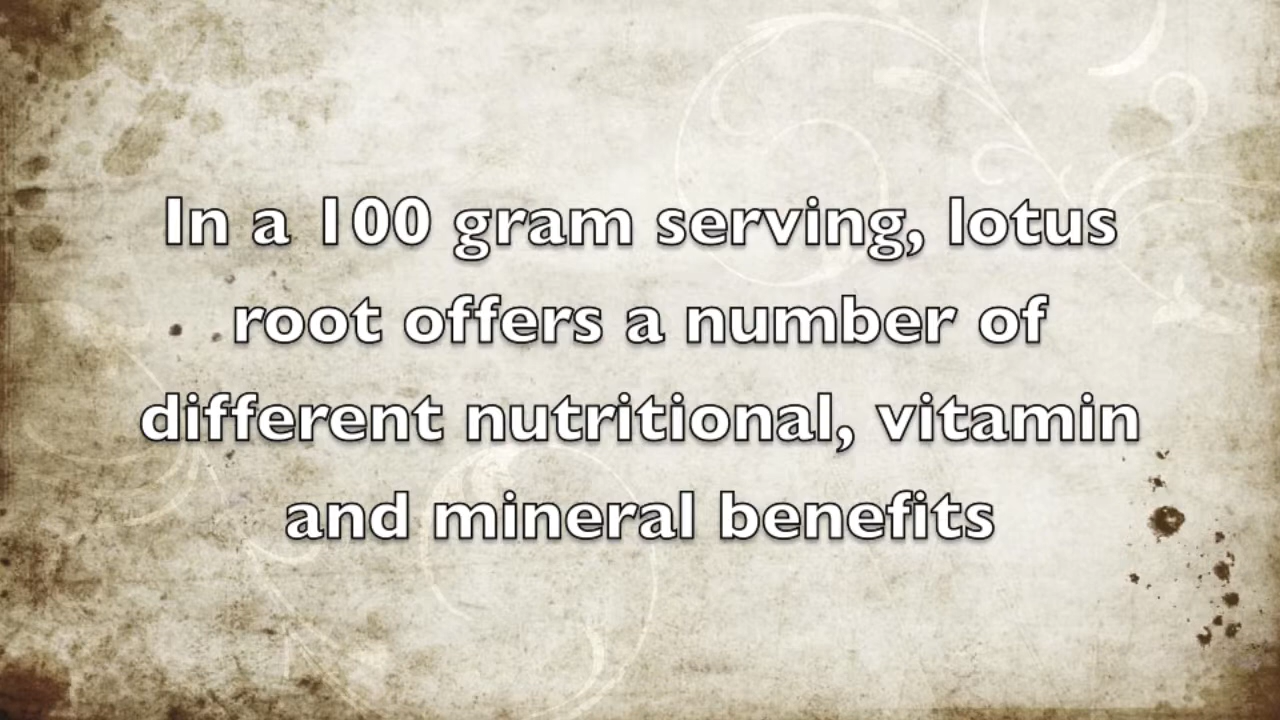 In a 100 gram serving, lotus
root offers a number of
different nutritional, vitamin
and mineral benefits